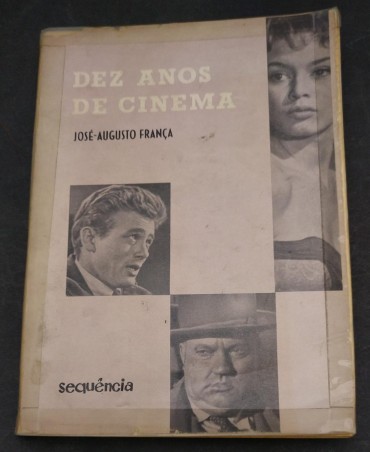 DEZ ANOS
DE CINEMA
JOSÉ-AUGUSTO FRANÇA
sequência